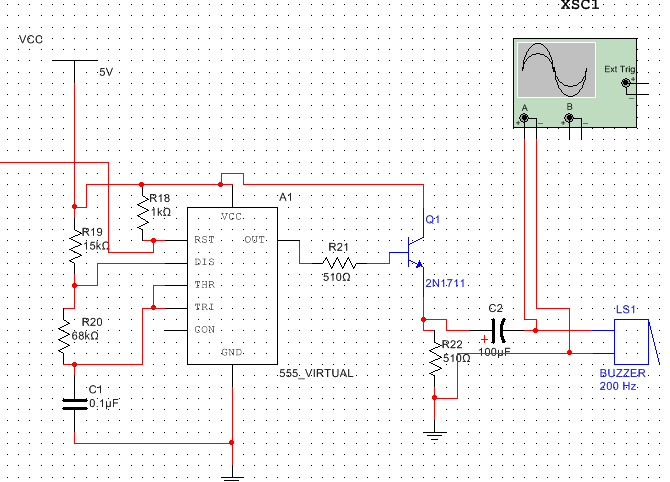 XSC1
VCC
5V
Ext Trig
+
_
A
B
+
_
+
_
R18
1kΩ
A1
VCC
R19
15kΩ
RST
OUT
DIS
THR
TRI
CON
GND
555_VIRTUAL
R21
510Ω
Q1
2N1711
R20
68kΩ
C1
0.1µF
C2
+
100µF
R22
510Ω
LS1
BUZZER
200 Hz